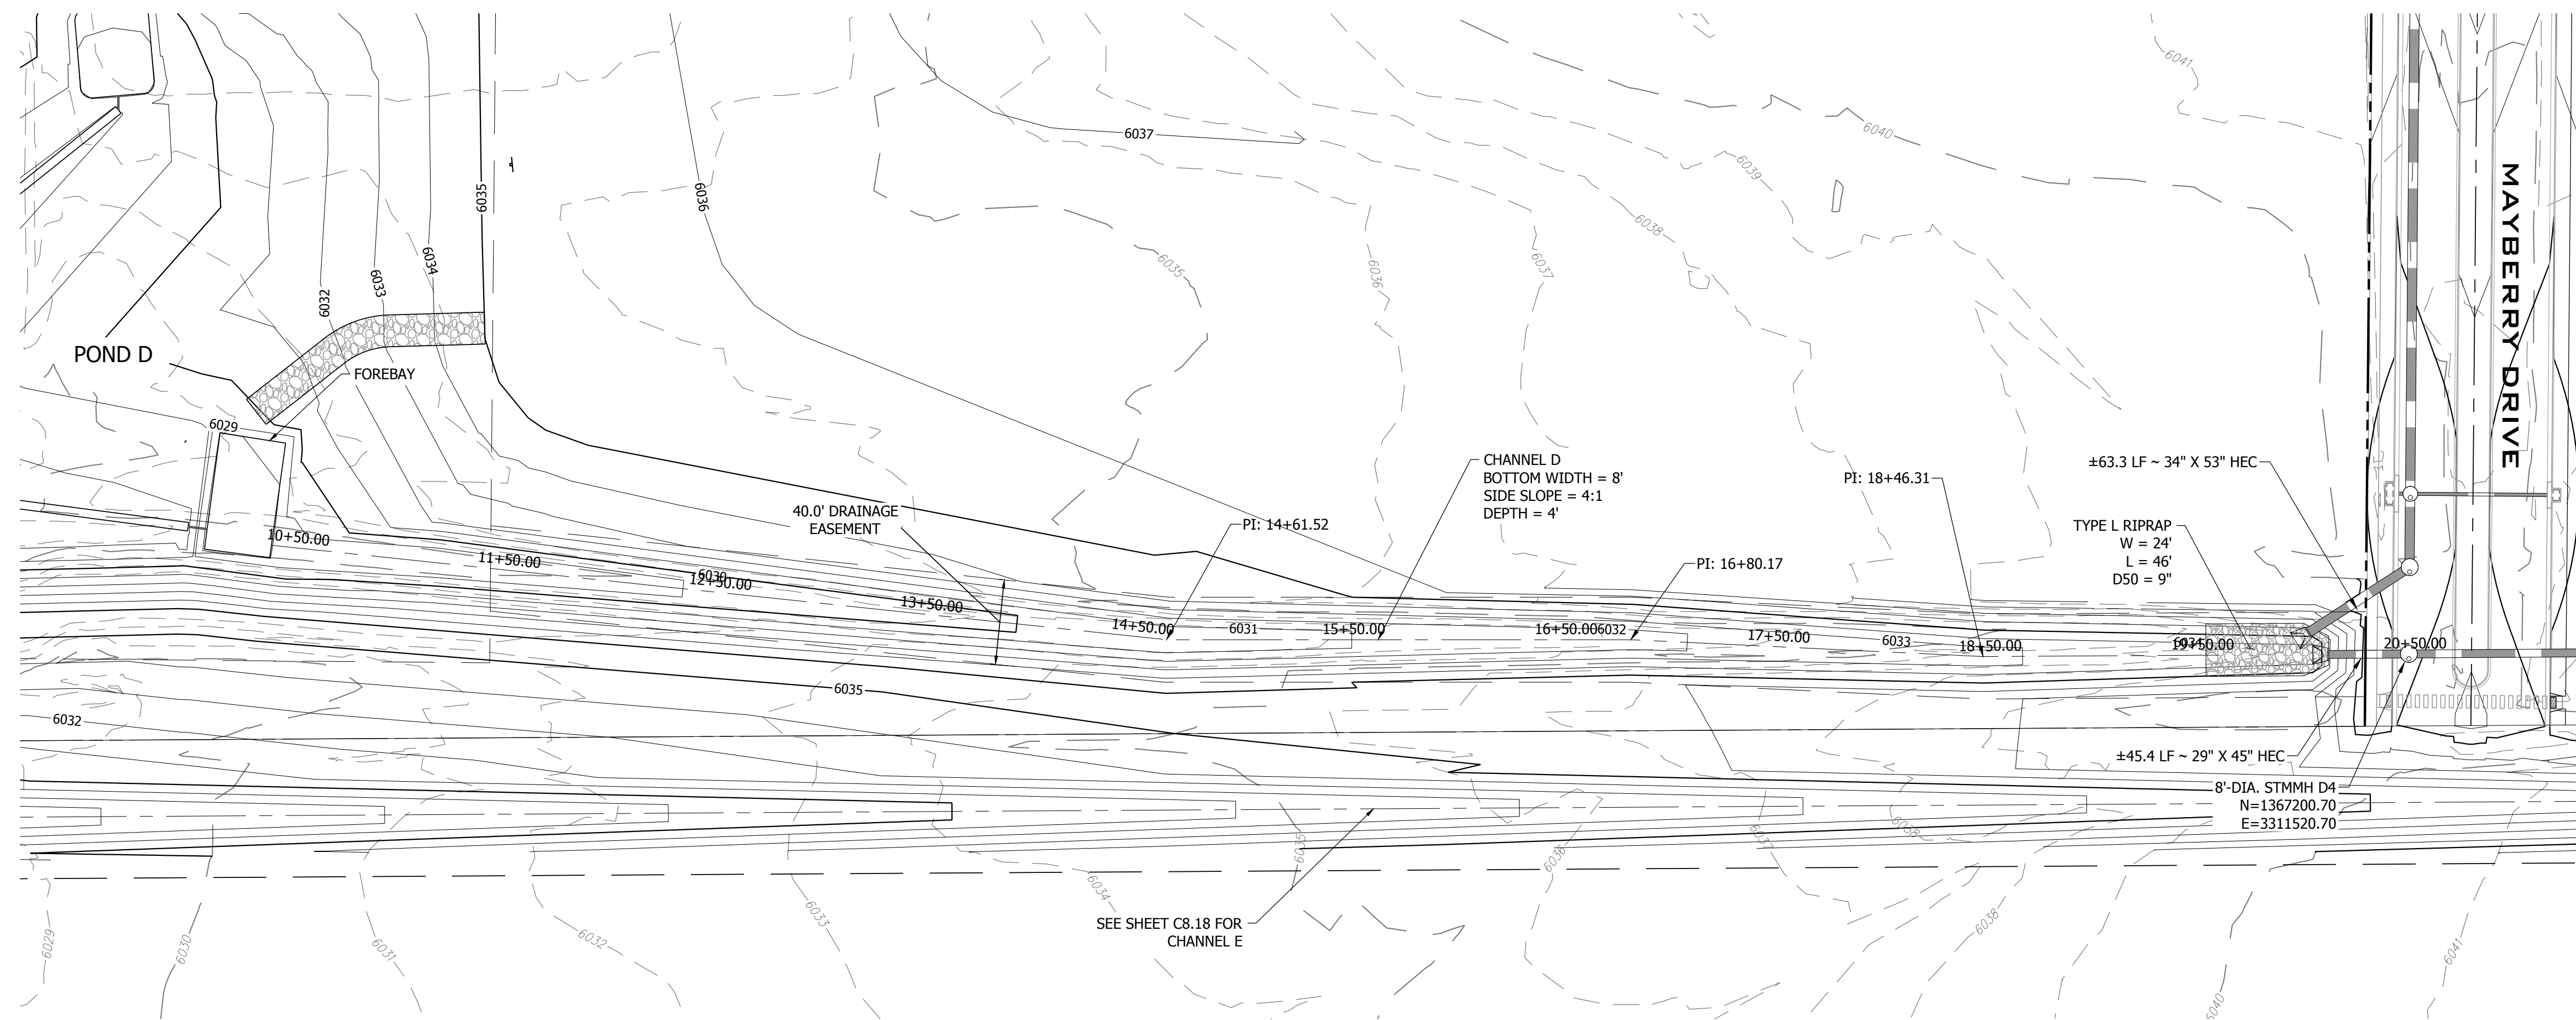 6041
6037
6040
6039
6036
6035
6038
MAYBERRY DRIVE
6034
6033
6032
6035
6036
6037
POND D
FOREBAY
6029
CHANNEL D
BOTTOM WIDTH = 8'
SIDE SLOPE = 4:1
DEPTH = 4'
±63.3 LF ~ 34" X 53" HEC
PI: 18+46.31
40.0' DRAINAGE
EASEMENT
PI: 14+61.52
TYPE L RIPRAP
W = 24'
L = 46'
D50 = 9"
PI: 16+80.17
10+50.00
11+50.00
6030
12+50.00
13+50.00
14+50.00
6031
15+50.00
16+50.00
6032
17+50.00
6033
18+50.00
6034
19+50.00
20+50.00
6035
6032
±45.4 LF ~ 29" X 45" HEC
8'-DIA. STMMH D4
N=1367200.70
E=3311520.70
SEE SHEET C8.18 FOR
CHANNEL E
6029
6030
6031
6032
6033
6034
6035
6036
6037
6038
6038
6040
6041